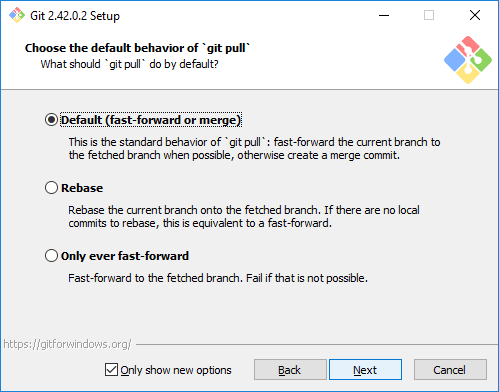 Git 2.42.0.2 Setup
Choose the default behavior of `git pull`
What should `git pull` do by default?
Default (fast-forward or merge)
This is the standard behavior of `git pull`: fast-forward the current branch to
the fetched branch when possible, otherwise create a merge commit.
Rebase
Rebase the current branch onto the fetched branch. If there are no local
commits to rebase, this is equivalent to a fast-forward.
Only ever fast-forward
Fast-forward to the fetched branch. Fail if that is not possible.
https://gitforwindows.org/
Only show new options
Back
Next
Cancel